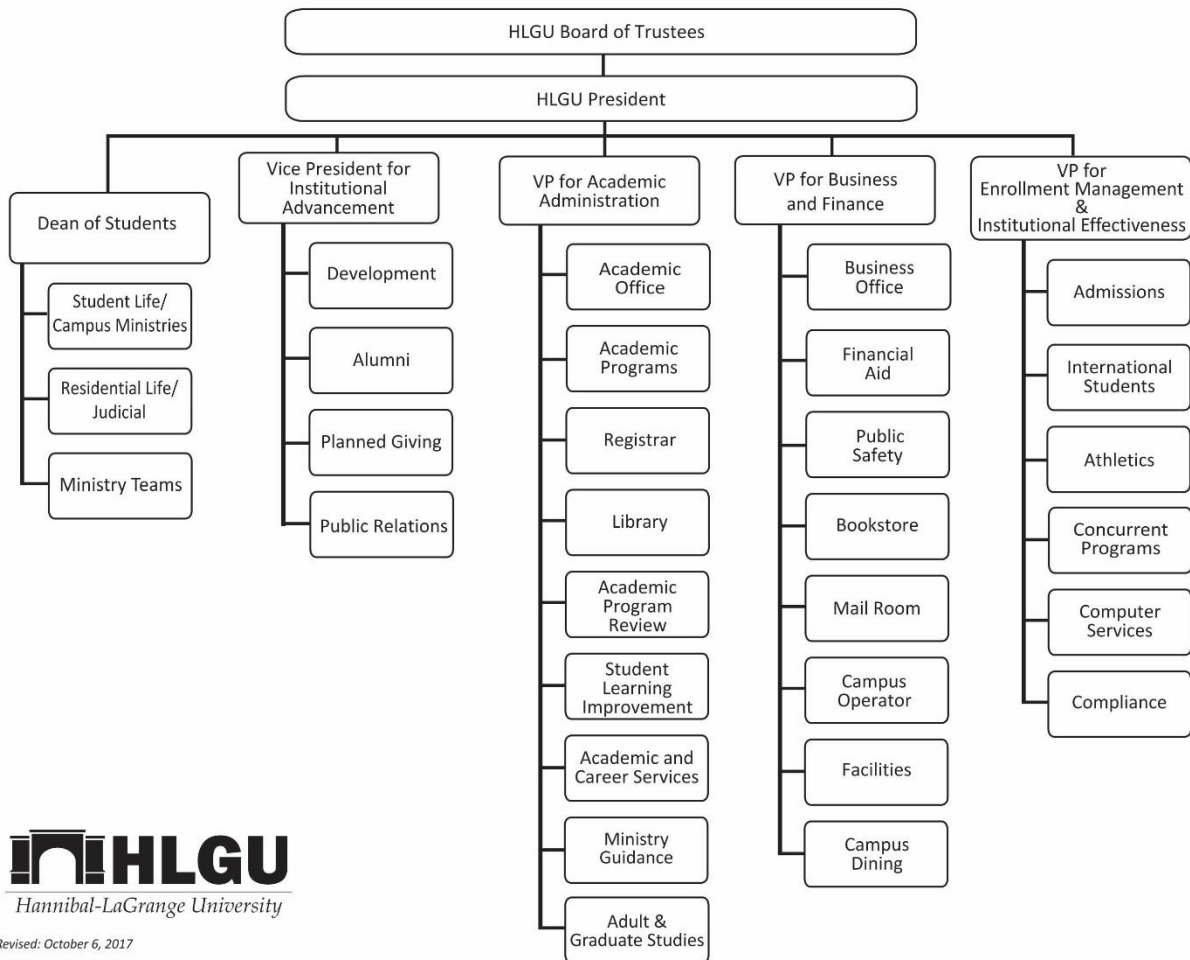 HLGU Board of Trustees
HLGU President
Dean of Students
Student Life/
Campus Ministries
Residential Life/
Judicial
Ministry Teams
Vice President for
Institutional
Advancement
Development
Alumni
Planned Giving
Public Relations
VP for Academic
Administration
Academic
Office
Academic
Programs
Registrar
Library
Academic
Program
Review
Student
Learning
Improvement
Academic and
Career Services
Ministry
Guidance
Adult &
Graduate Studies
VP for Business
and Finance
Business
Office
Financial
Aid
Public
Safety
Bookstore
Mail Room
Campus
Operator
Facilities
Campus
Dining
VP for
Enrollment Management
&
Institutional Effectiveness
Admissions
International
Students
Athletics
Concurrent
Programs
Computer
Services
Compliance
HLGU
Hannibal-LaGrange University
Revised: October 6, 2017